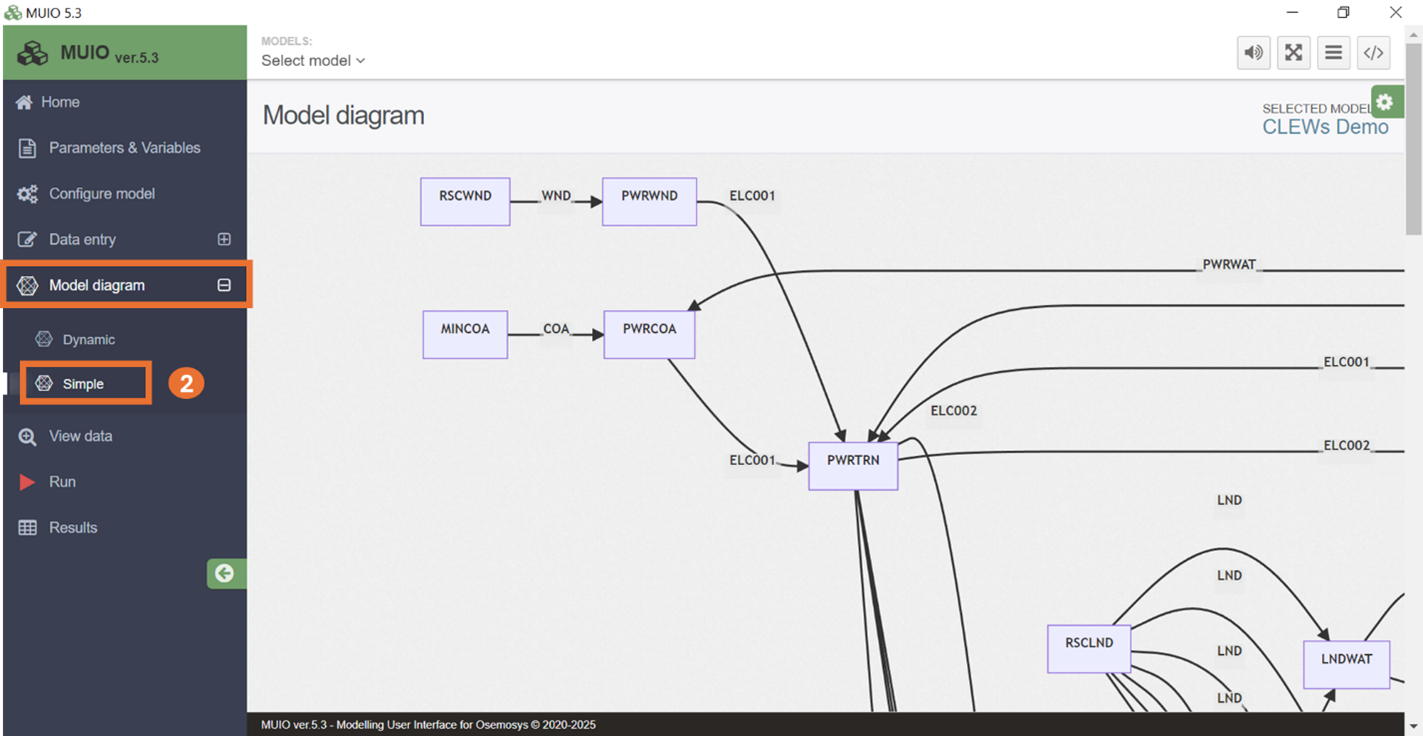 MUIO 5.3
MUIO ver.5.3
MODELS:
Select model
Home
Parameters & Variables
Configure model
Data entry
Model diagram
Dynamic
Simple
2
View data
Run
Results
Model diagram
SELECTED MODEL
CLEWs Demo
RSCWND
WND
PWRWND
ELC001
PWRWAT
MINCOA
COA
PWRCOA
ELC001
ELC002
ELC002
ELC001
PWRTRN
LND
LND
RSCLND
LND
LNDWAT
LND
MUIO ver.5.3 - Modelling User Interface for Osemosys © 2020-2025